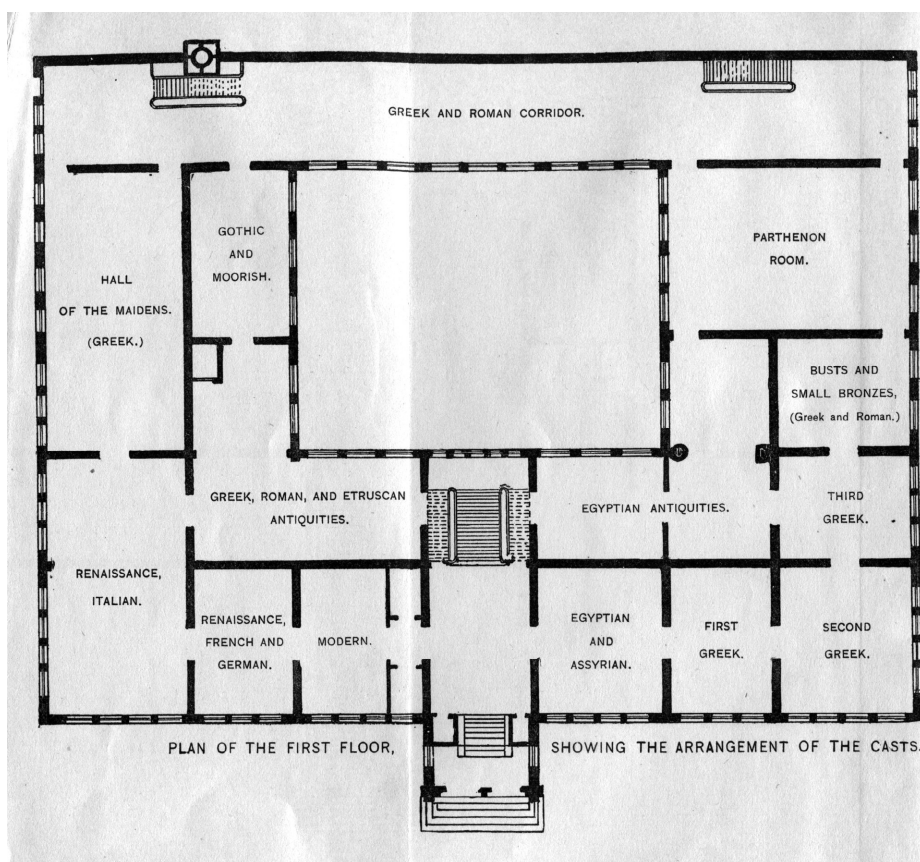 GREEK AND ROMAN CORRIDOR.
GOTHIC
AND
MOORISH.
PARTHENON
ROOM.
HALL
OF THE MAIDENS.
(GREEK.)
BUSTS AND
SMALL BRONZES,
(Greek and Roman.)
GREEK, ROMAN, AND ETRUSCAN
ANTIQUITIES.
EGYPTIAN ANTIQUITIES.
THIRD
GREEK.
RENAISSANCE,
ITALIAN.
RENAISSANCE,
FRENCH AND
GERMAN.
MODERN.
EGYPTIAN
AND
ASSYRIAN.
FIRST
GREEK.
SECOND
GREEK.
PLAN OF THE FIRST FLOOR, SHOWING THE ARRANGEMENT OF THE CASTS.